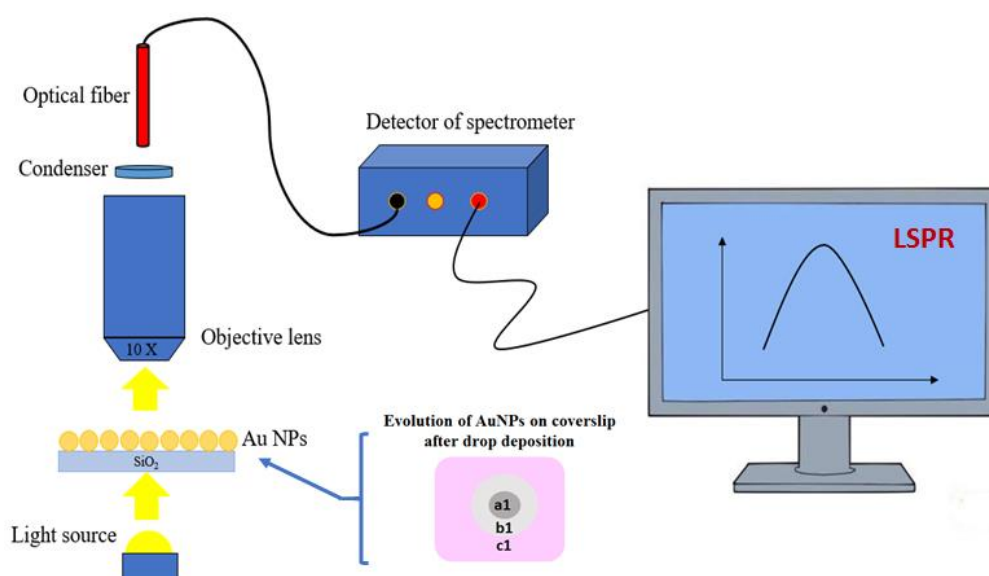 Optical fiber
Detector of spectrometer
Condenser
LSPR
Objective lens
10 X
Evolution of AuNPs on coverslip
after drop deposition
Au NPs
SiO₂
a1
b1
c1
Light source